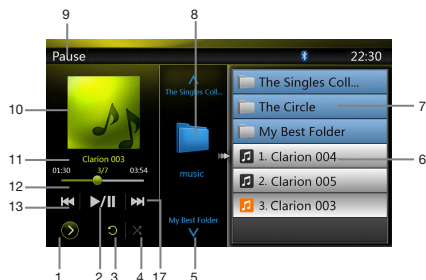 9
8
Pause
22:30
The Singles Coll...
The Singles Coll...
10
The Circle
7
My Best Folder
11
Clarion 003
01:30
3/7
03:54
music
1. Clarion 004
6
12
2. Clarion 005
13
3. Clarion 003
My Best Folder
1
2
3
4
17
5